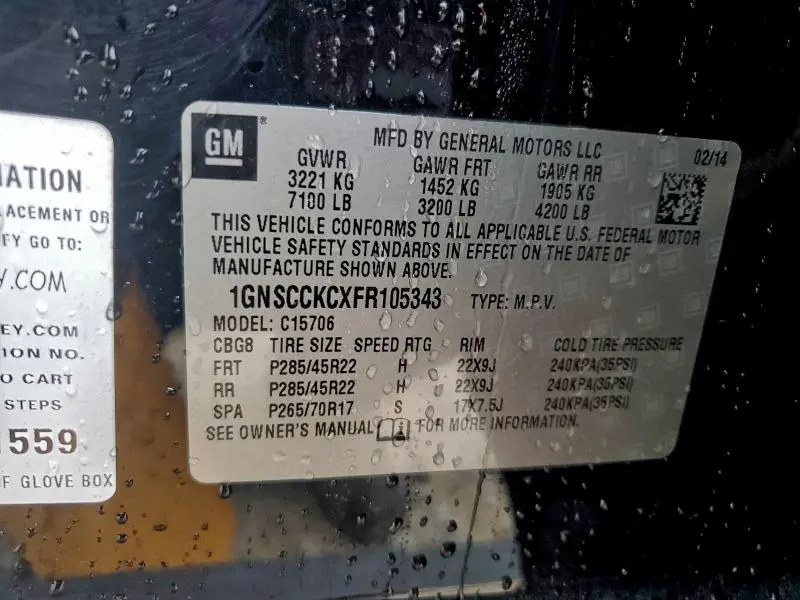 MATION
LACEMENT OR
FY GO TO:
Y.COM
EY.COM
ION NO.
O CART
STEPS
1559
F GLOVE BOX
GM®
MFD BY GENERAL MOTORS LLC 02/14
GVWR GAWR FRT GAWR RR
3221 KG 1452 KG 1905 KG
7100 LB 3200 LB 4200 LB
THIS VEHICLE CONFORMS TO ALL APPLICABLE U.S. FEDERAL MOTOR
VEHICLE SAFETY STANDARDS IN EFFECT ON THE DATE OF
MANUFACTURE SHOWN ABOVE.
1GNSCCKCXFR105343 TYPE: M.P.V.
MODEL: C15706
CBG8 TIRE SIZE SPEED RTG RIM COLD TIRE PRESSURE
FRT P285/45R22 H 22X9J 240KPA(35PSI)
RR P285/45R22 H 22X9J 240KPA(35PSI)
SPA P265/70R17 S 17X7.5J 240KPA(35PSI)
SEE OWNER'S MANUAL FOR MORE INFORMATION.